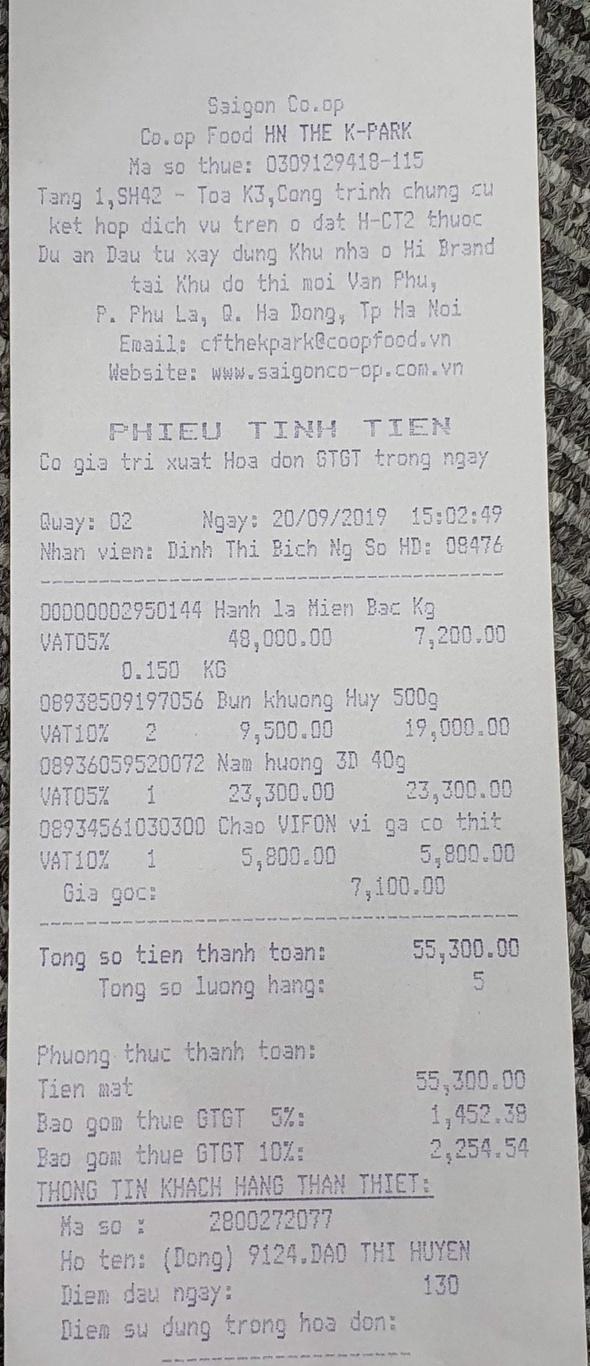 Saigon Co.op
Co.op Food HN THE K-PARK
Ma so thue: 0309129418-115
Tang 1,SH42 - Toa K3,Cong trinh chung cu
ket hop dich vu tren o dat H-CT2 thuoc
Du an Dau tu xay dung Khu nha o Hi Brand
tai Khu do thi moi Van Phu,
P. Phu La, Q. Ha Dong, Tp Ha Noi
Email: cfthekpark@coopfood.vn
Website: www.saigonco-op.com.vn
PHIEU TINH TIEN
Co gia tri xuat Hoa don GTGT trong ngay
Quay: 02 Ngay: 20/09/2019 15:02:49
Nhan vien: Dinh Thi Bich Ng So HD: 08476
00000002950144 Hanh la Mien Bac Kg
VAT05% 48,000.00 7,200.00
0.150 KG
08938509197056 Bun khuong Huy 500g
VAT10% 2 9,500.00 19,000.00
08936059520072 Nam huong 3D 40g
VAT05% 1 23,300.00 23,300.00
08934561030300 Chao VIFON vi ga co thit
VAT10% 1 5,800.00 5,800.00
Gia goc: 7,100.00
Tong so tien thanh toan: 55,300.00
Tong so luong hang: 5
Phuong thuc thanh toan:
Tien mat 55,300.00
Bao gom thue GTGT 5%: 1,452.38
Bao gom thue GTGT 10%: 2,254.54
THONG TIN KHACH HANG THAN THIET:
Ma so : 2800272077
Ho ten: (Dong) 9124.DAO THI HUYEN
Diem dau ngay: 130
Diem su dung trong hoa don: